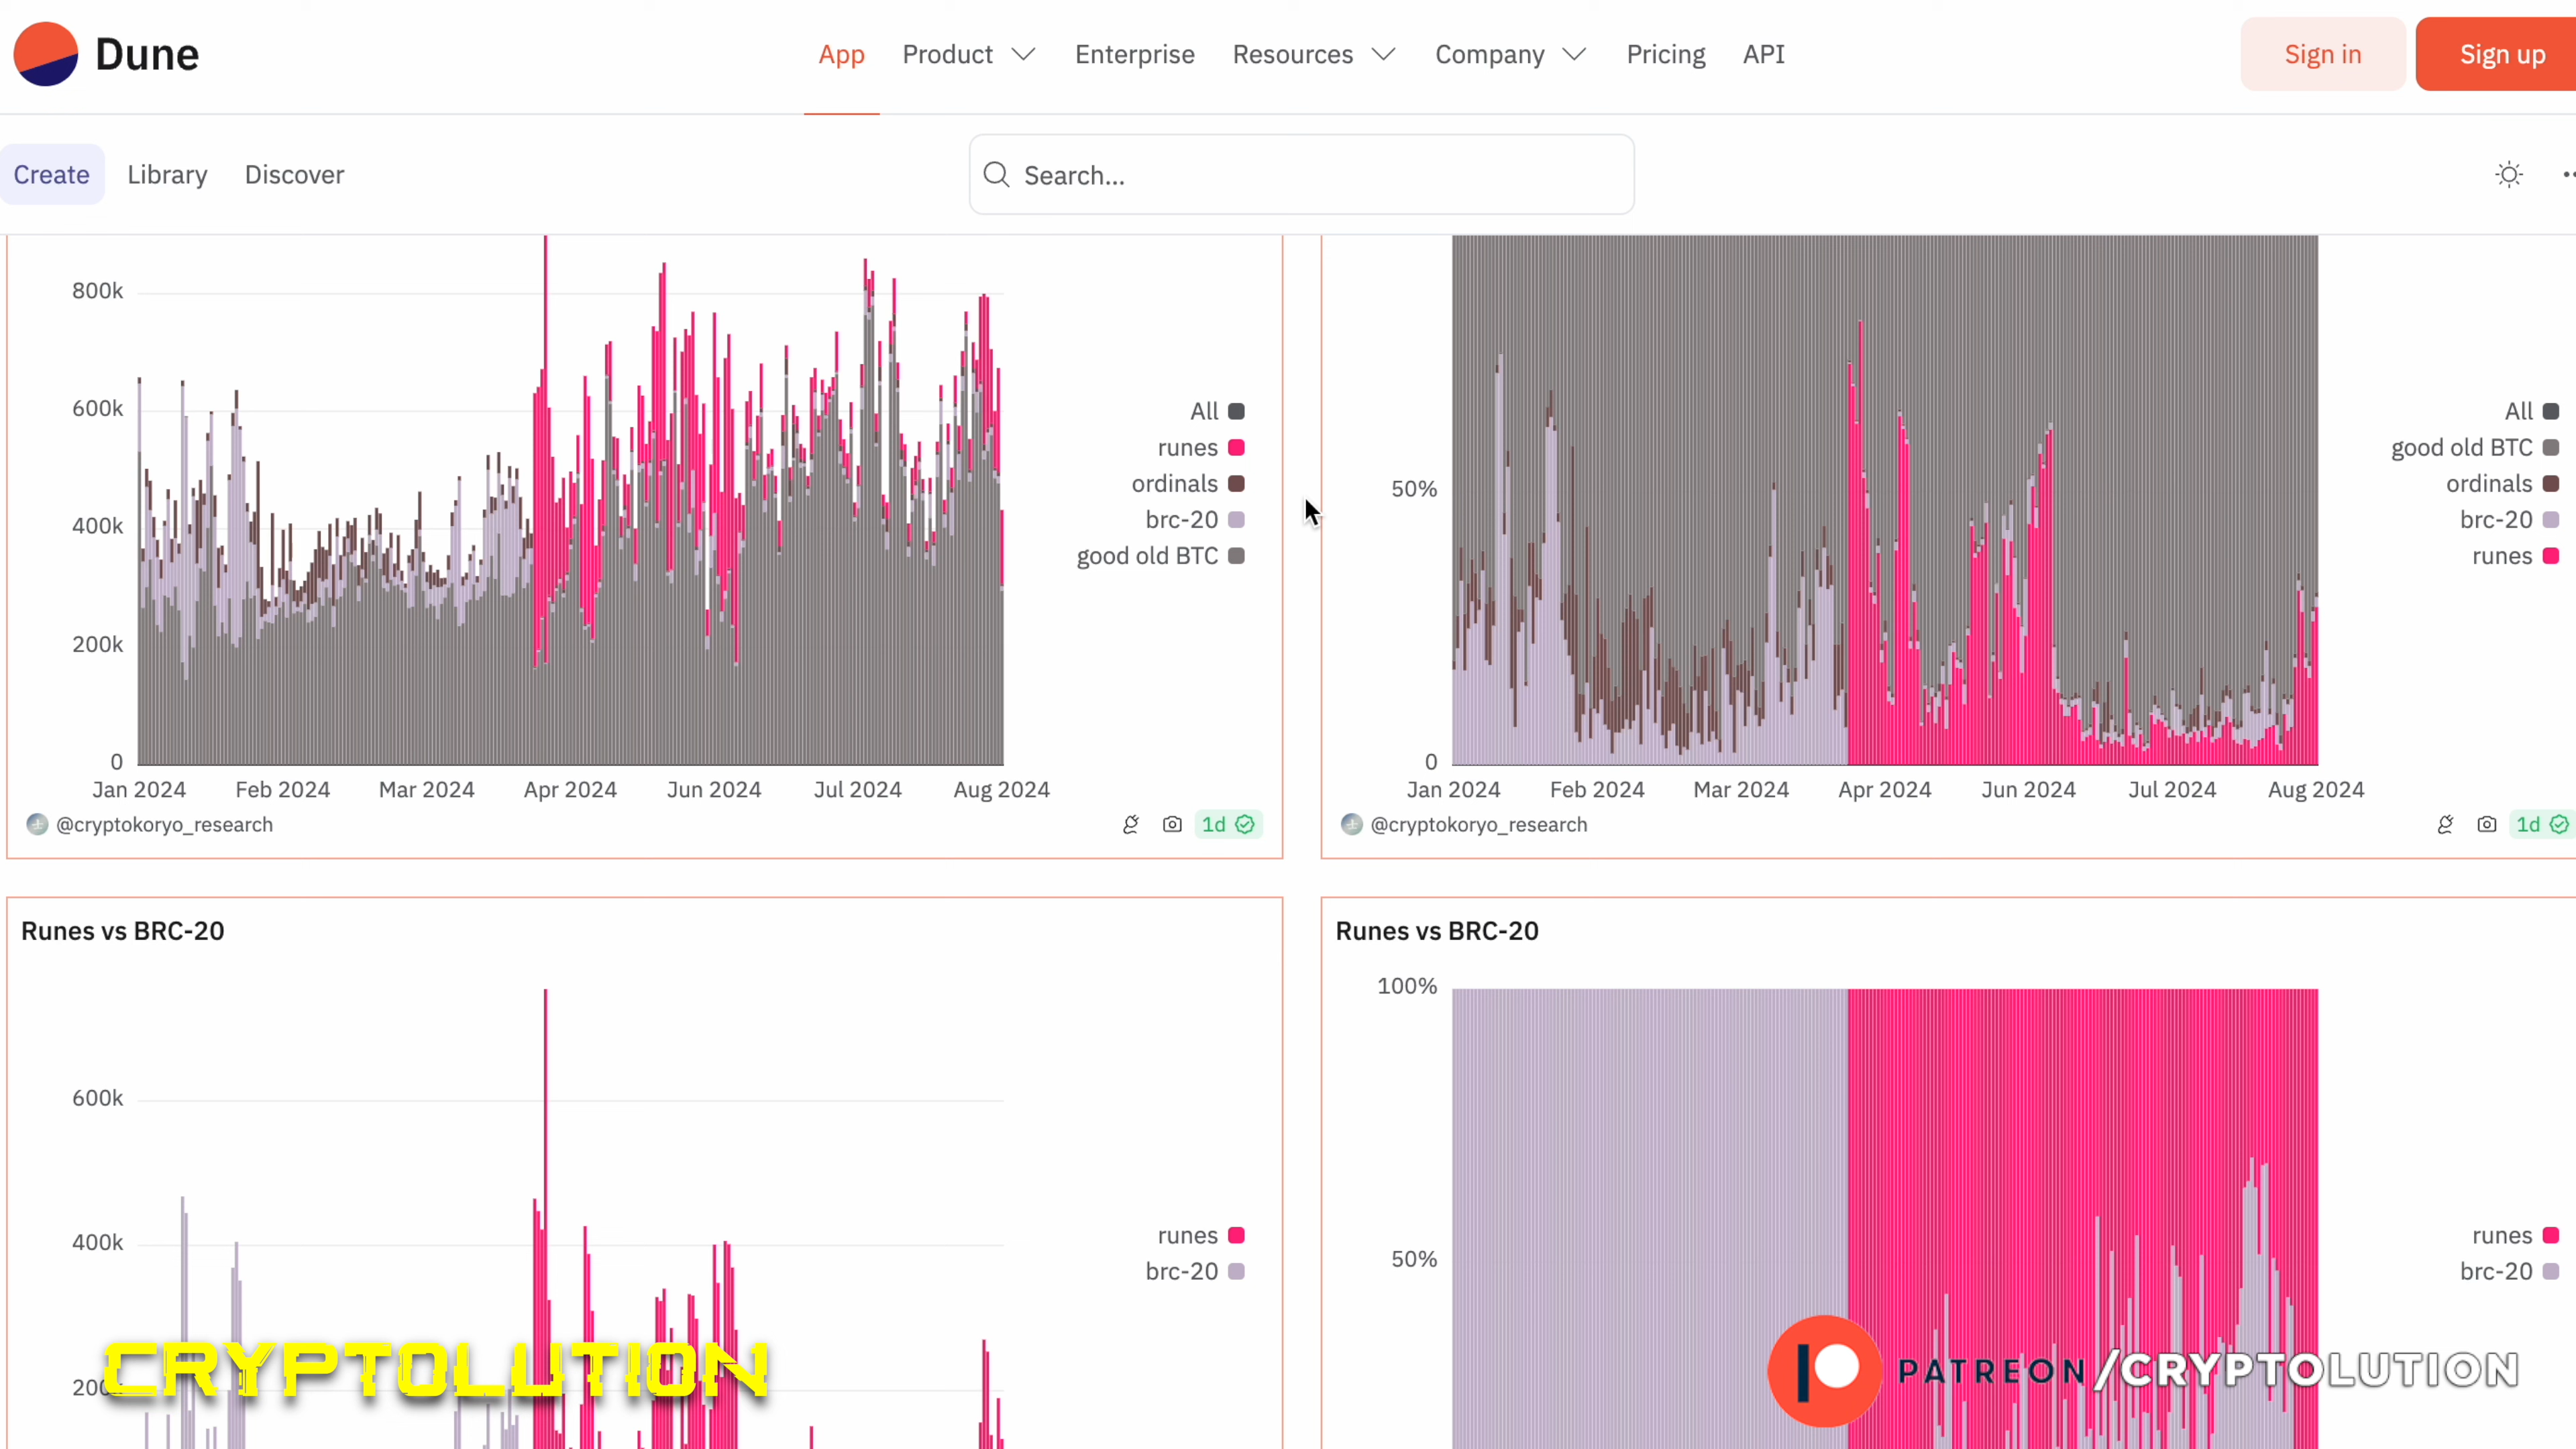 Dune
App Product Enterprise Resources Company Pricing API
Sign in Sign up
Create Library Discover
Search...
800k
600k
400k
200k
0
Jan 2024 Feb 2024 Mar 2024 Apr 2024 Jun 2024 Jul 2024 Aug 2024
All
runes
ordinals
brc-20
good old BTC
@cryptokoryo_research
1d
50%
0
Jan 2024 Feb 2024 Mar 2024 Apr 2024 Jun 2024 Jul 2024 Aug 2024
All
good old BTC
ordinals
brc-20
runes
@cryptokoryo_research
1d
Runes vs BRC-20
600k
400k
runes
brc-20
Runes vs BRC-20
100%
50%
runes
brc-20
CRYPTOLUTION
PATREON/CRYPTOLUTION